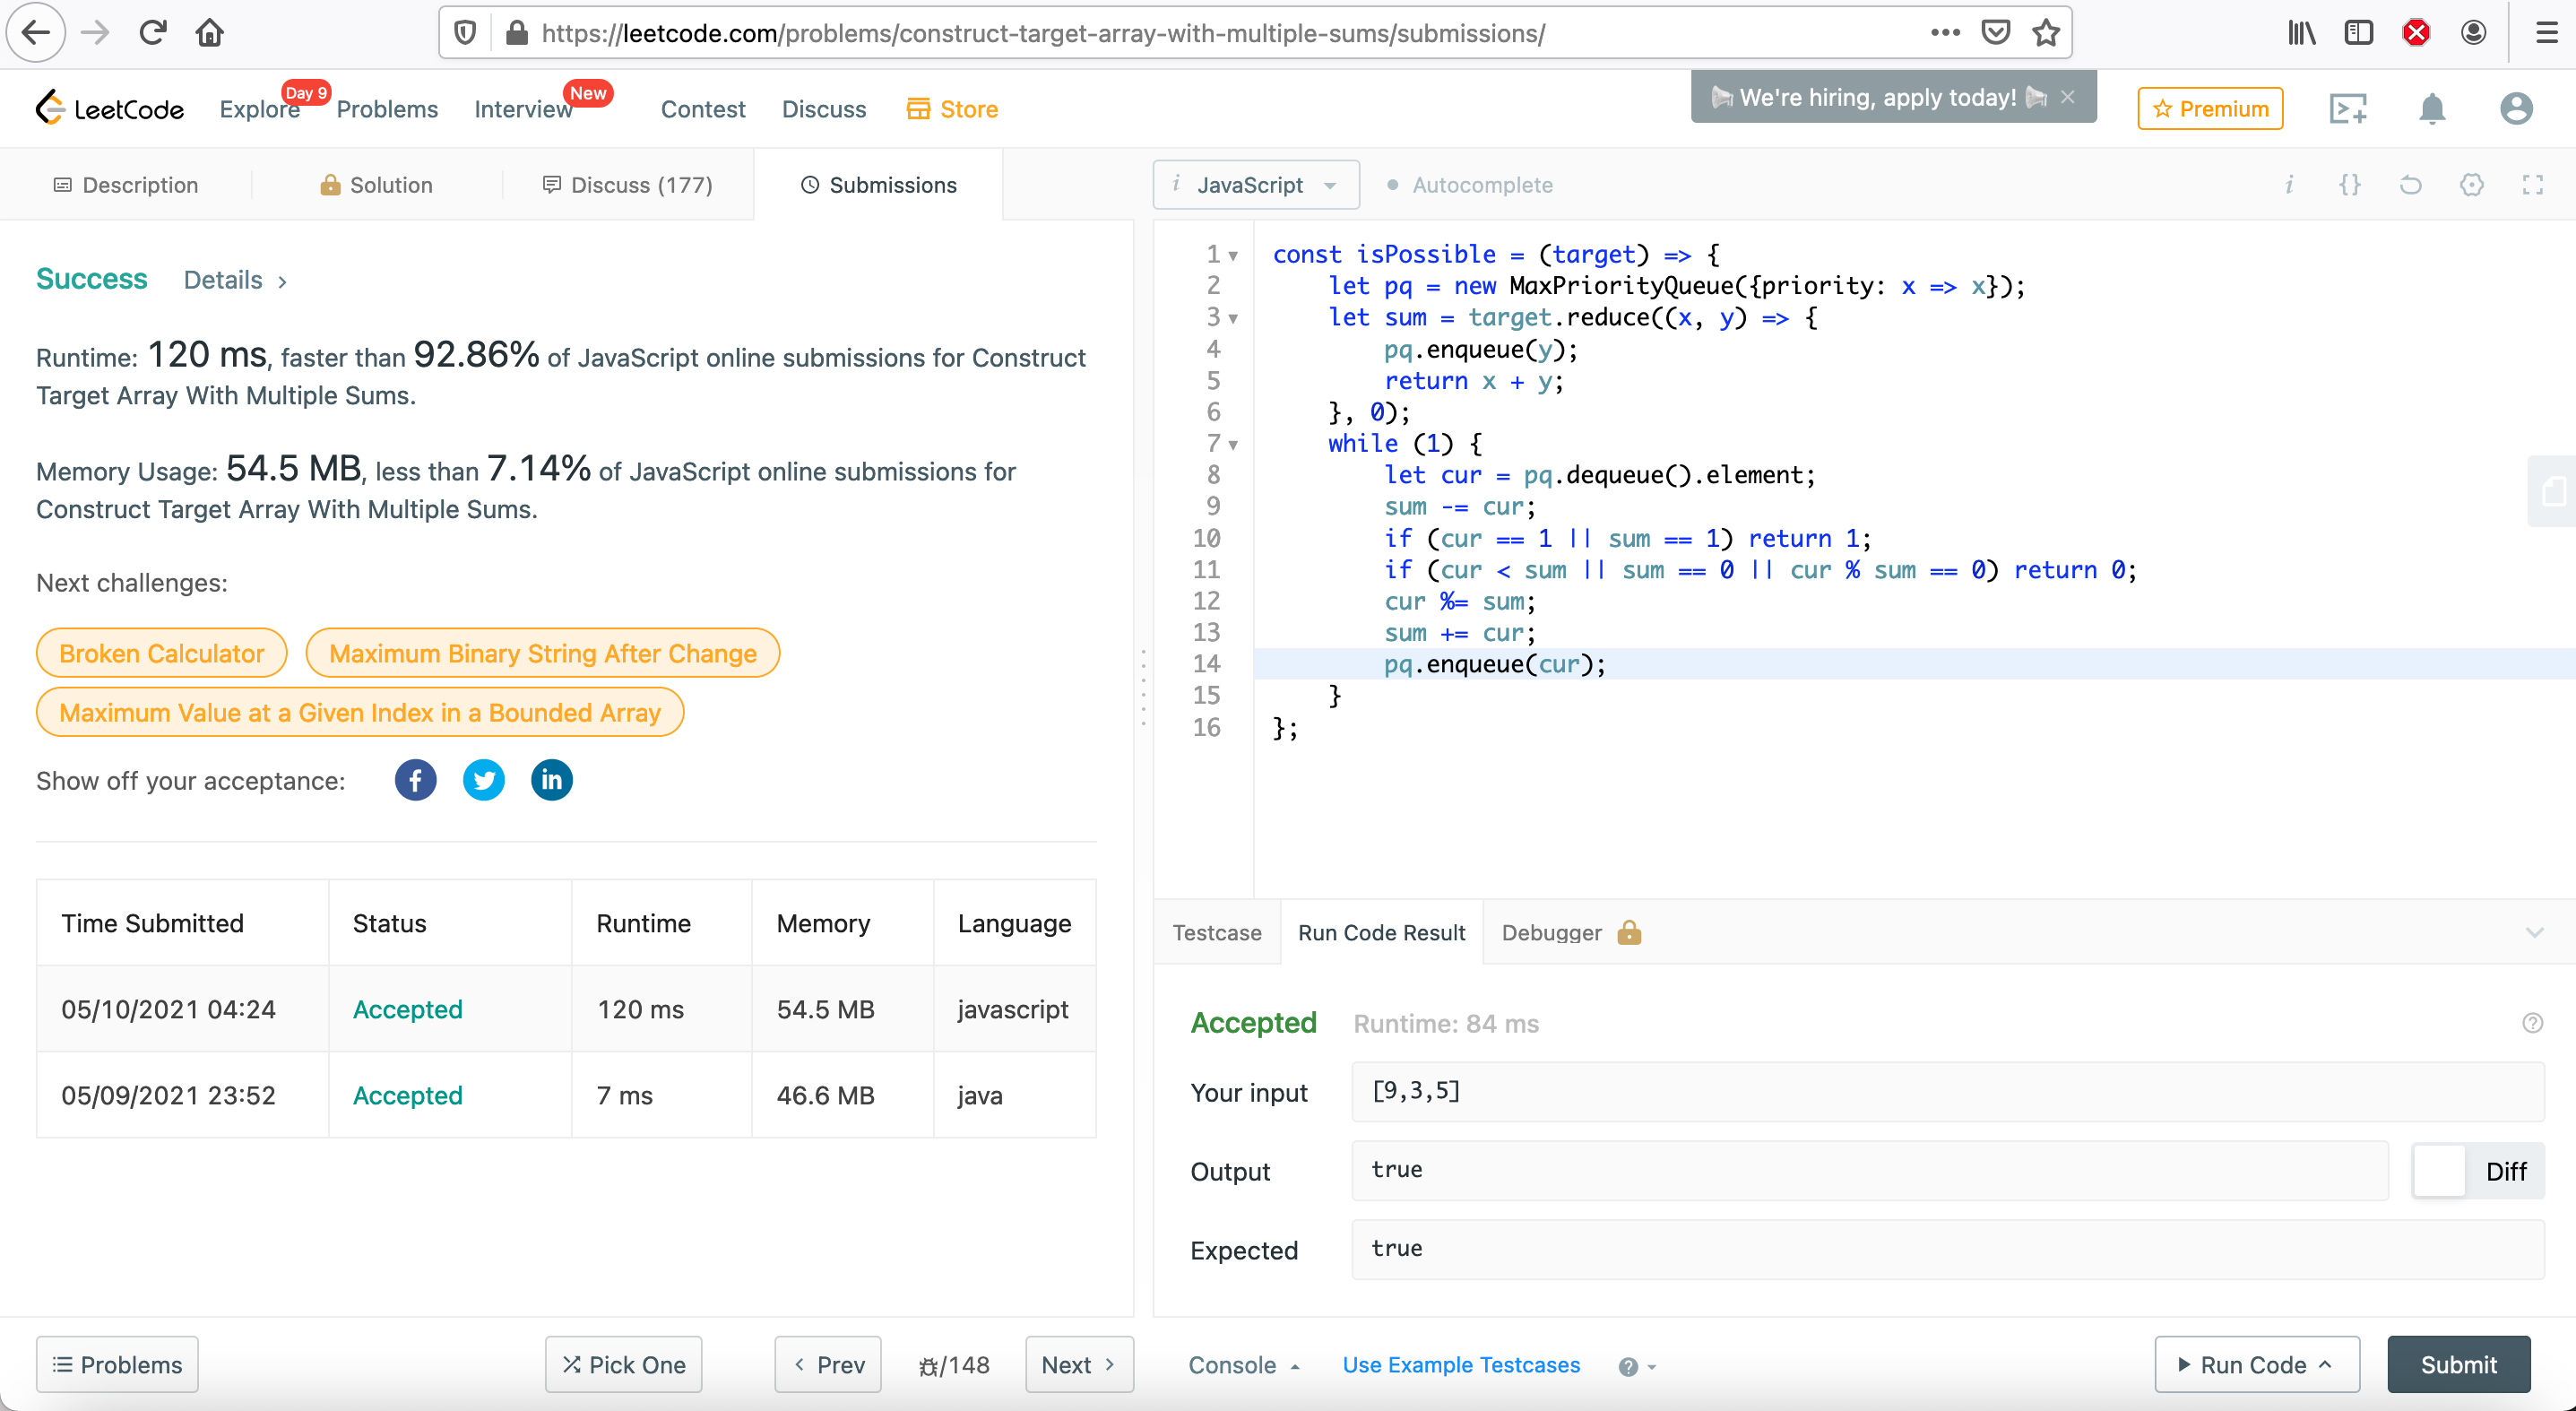 https://leetcode.com/problems/construct-target-array-with-multiple-sums/submissions/
LeetCode
Explore
Day 9
Problems
Interview
New
Contest
Discuss
Store
We're hiring, apply today!
Premium
Description
Solution
Discuss (177)
Submissions
Success
Details
Runtime: 120 ms, faster than 92.86% of JavaScript online submissions for Construct
Target Array With Multiple Sums.
Memory Usage: 54.5 MB, less than 7.14% of JavaScript online submissions for
Construct Target Array With Multiple Sums.
Next challenges:
Broken Calculator
Maximum Binary String After Change
Maximum Value at a Given Index in a Bounded Array
Show off your acceptance:
Time Submitted Status Runtime Memory Language
05/10/2021 04:24 Accepted 120 ms 54.5 MB javascript
05/09/2021 23:52 Accepted 7 ms 46.6 MB java
Problems
Pick One
Prev
/148
Next
i JavaScript
Autocomplete
1 const isPossible = (target) => {
2 let pq = new MaxPriorityQueue({priority: x => x});
3 let sum = target.reduce((x, y) => {
4 pq.enqueue(y);
5 return x + y;
6 }, 0);
7 while (1) {
8 let cur = pq.dequeue().element;
9 sum -= cur;
10 if (cur == 1 || sum == 1) return 1;
11 if (cur < sum || sum == 0 || cur % sum == 0) return 0;
12 cur %= sum;
13 sum += cur;
14 pq.enqueue(cur);
15 }
16 };
Testcase
Run Code Result
Debugger
Accepted
Runtime: 84 ms
Your input
[9,3,5]
Output
true
Diff
Expected
true
Console
Use Example Testcases
Run Code
Submit